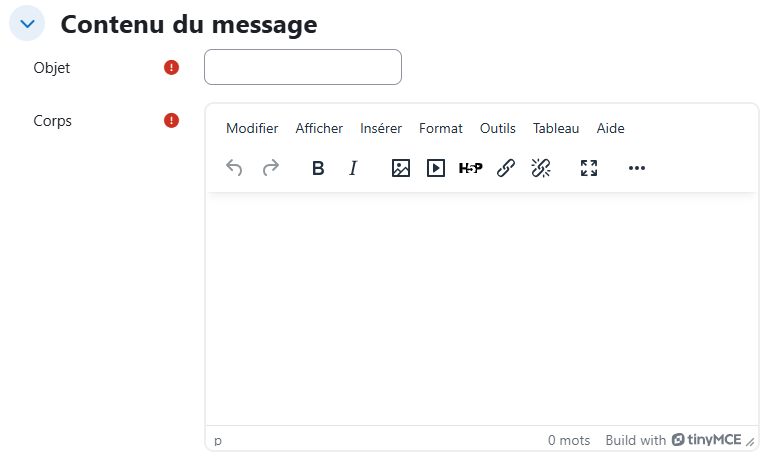 Contenu du message
Objet
Corps
Modifier Afficher Insérer Format Outils Tableau Aide
B I H5P
p 0 mots Build with tinyMCE